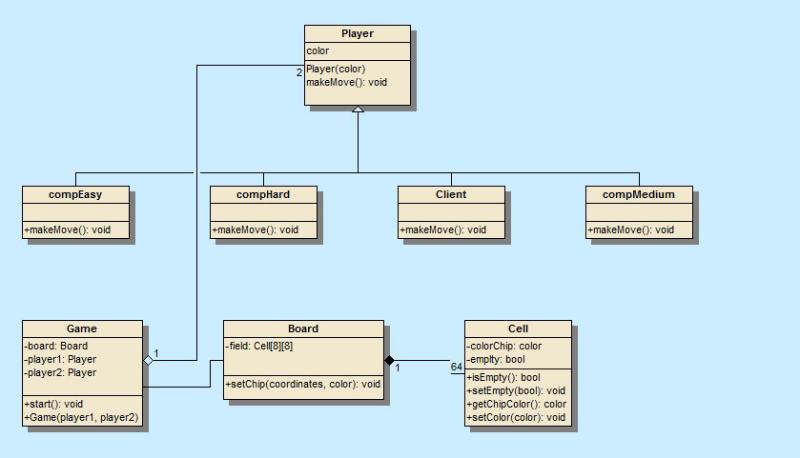 Player
color
Player(color)
makeMove(): void
2
compEasy
+makeMove(): void
compHard
+makeMove(): void
Client
+makeMove(): void
compMedium
+makeMove(): void
Game
-board: Board
-player1: Player
-player2: Player
+start(): void
+Game(player1, player2)
1
Board
-field: Cell[8][8]
+setChip(coordinates, color): void
1
64
Cell
-colorChip: color
-emplty: bool
+isEmpty(): bool
+setEmpty(bool): void
+getChipColor(): color
+setColor(color): void